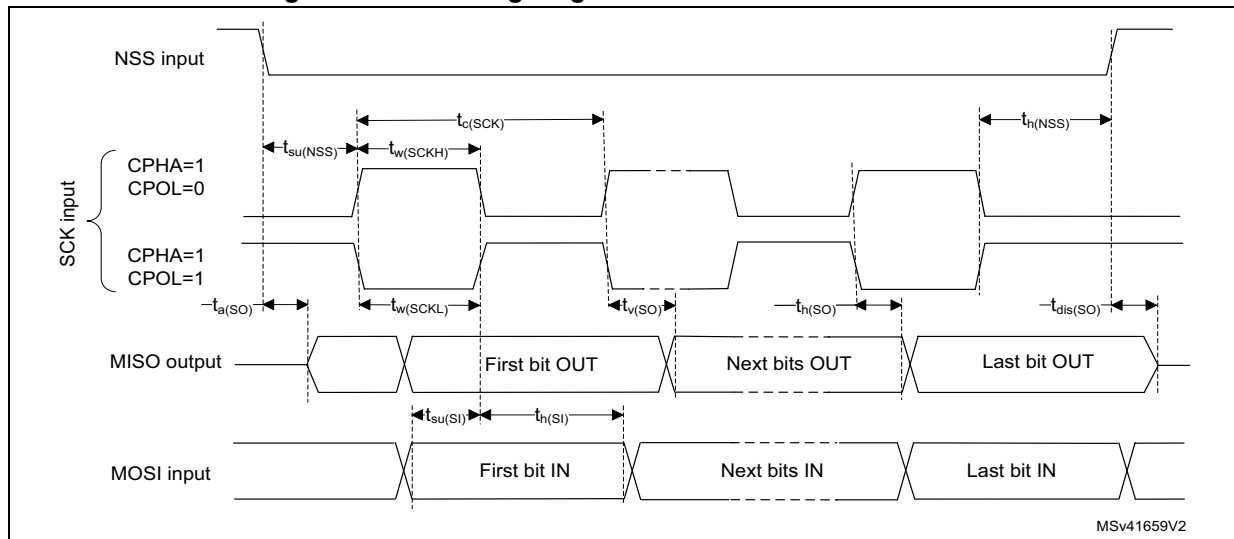 NSS input
tc(SCK)
th(NSS)
tsu(NSS)
tw(SCKH)
CPHA=1
CPOL=0
SCK input
CPHA=1
CPOL=1
ta(SO)
tw(SCKL)
tv(SO)
th(SO)
tdis(SO)
MISO output
First bit OUT
Next bits OUT
Last bit OUT
tsu(SI)
th(SI)
MOSI input
First bit IN
Next bits IN
Last bit IN
MSv41659V2